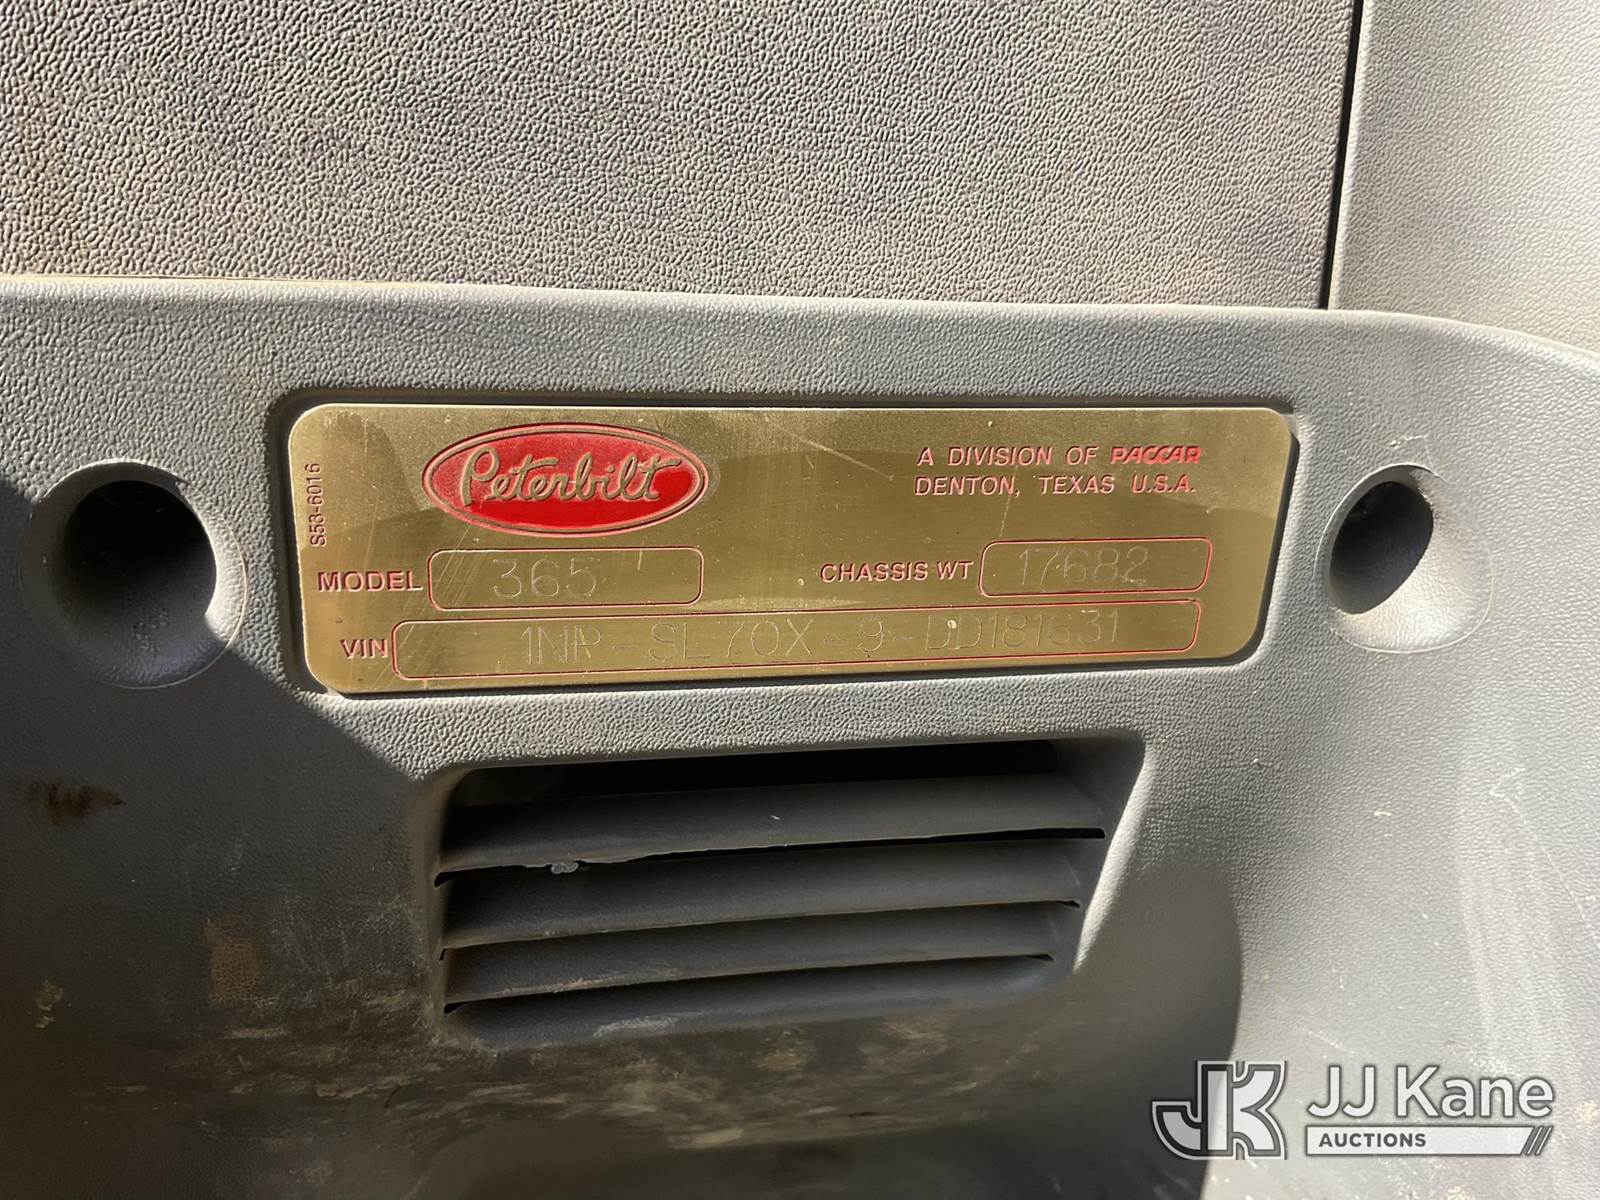 S53-6016
Peterbilt
A DIVISION OF PACCAR
DENTON, TEXAS U.S.A.
MODEL 365 CHASSIS WT 17682
VIN 1NP-SL70X-9-DD181631
JK JJ Kane
AUCTIONS